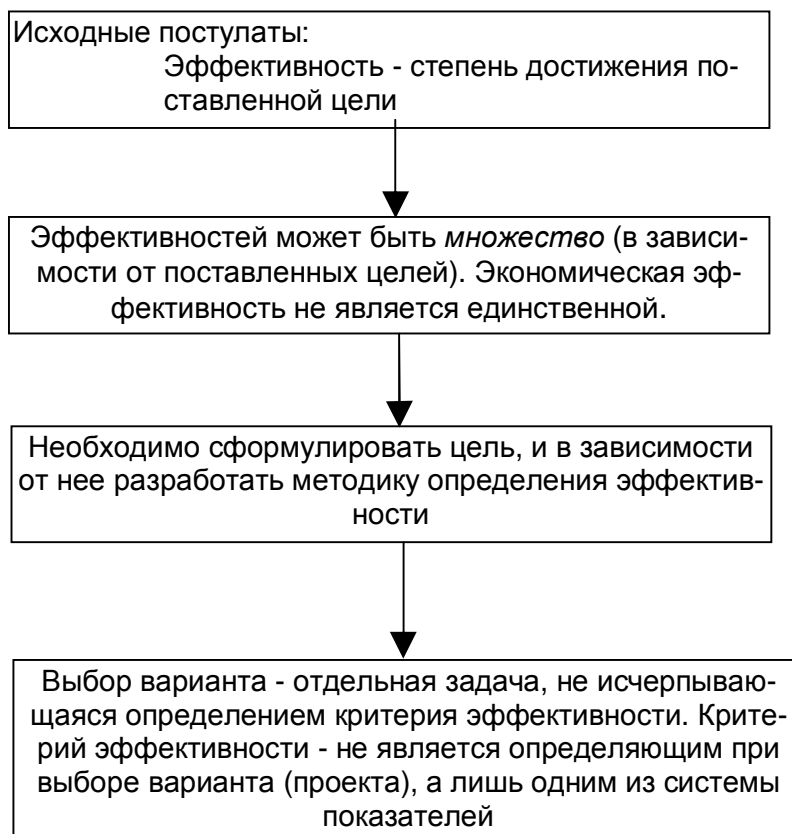 Исходные постулаты:
Эффективность - степень достижения по-
ставленной цели
Эффективностей может быть множество (в зависи-
мости от поставленных целей). Экономическая эф-
фективность не является единственной.
Необходимо сформулировать цель, и в зависимости
от нее разработать методику определения эффектив-
ности
Выбор варианта - отдельная задача, не исчерпываю-
щаяся определением критерия эффективности. Крите-
рий эффективности - не является определяющим при
выборе варианта (проекта), а лишь одним из системы
показателей